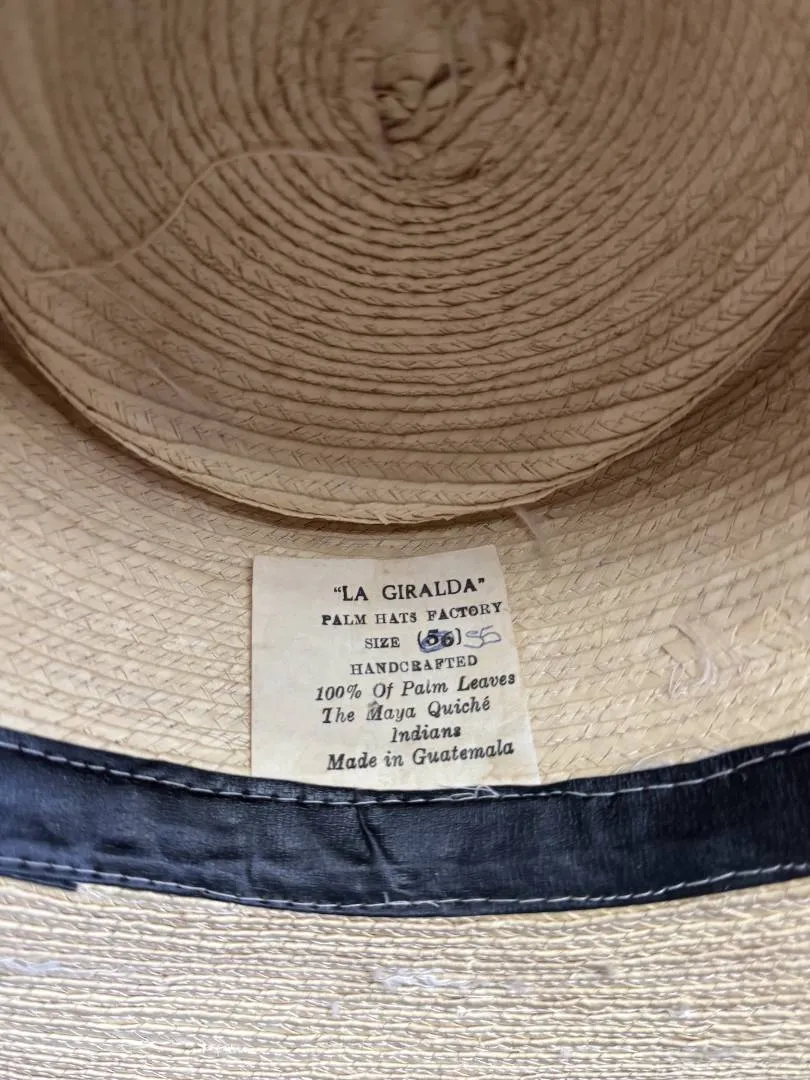 "LA GIRALDA"
PALM HATS FACTORY
SIZE (56) 55
HANDCRAFTED
100% Of Palm Leaves
The Maya Quiché
Indians
Made in Guatemala